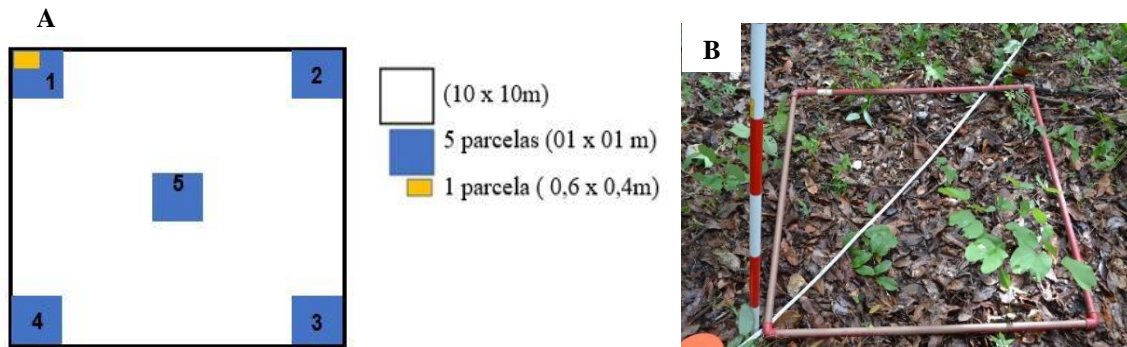 A
1
2
5
4
3
(10 x 10m)
5 parcelas (01 x 01 m)
1 parcela ( 0,6 x 0,4m)
B